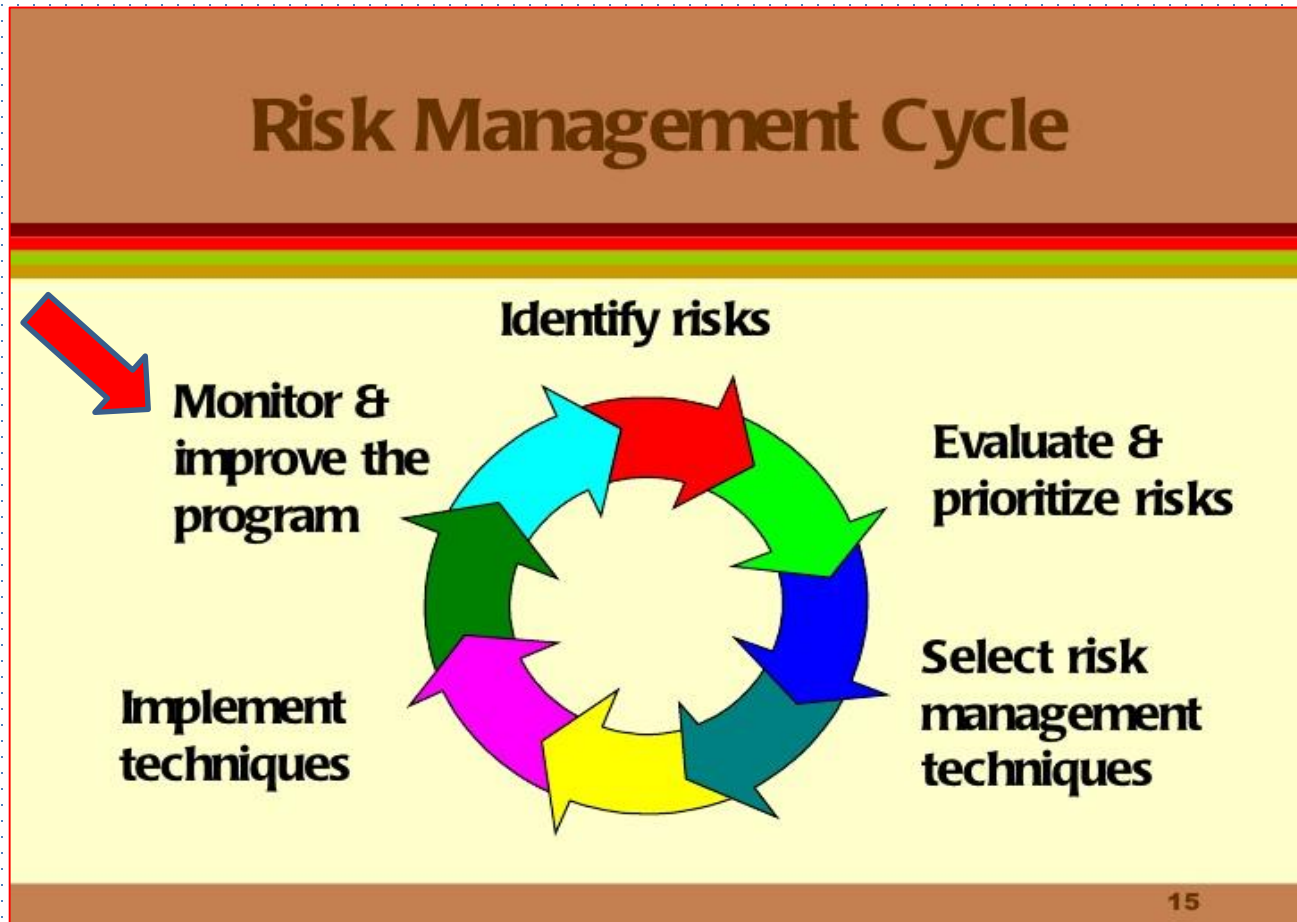 Risk Management Cycle
Identify risks
Monitor &
improve the
program
Evaluate &
prioritize risks
Select risk
management
techniques
Implement
techniques
15